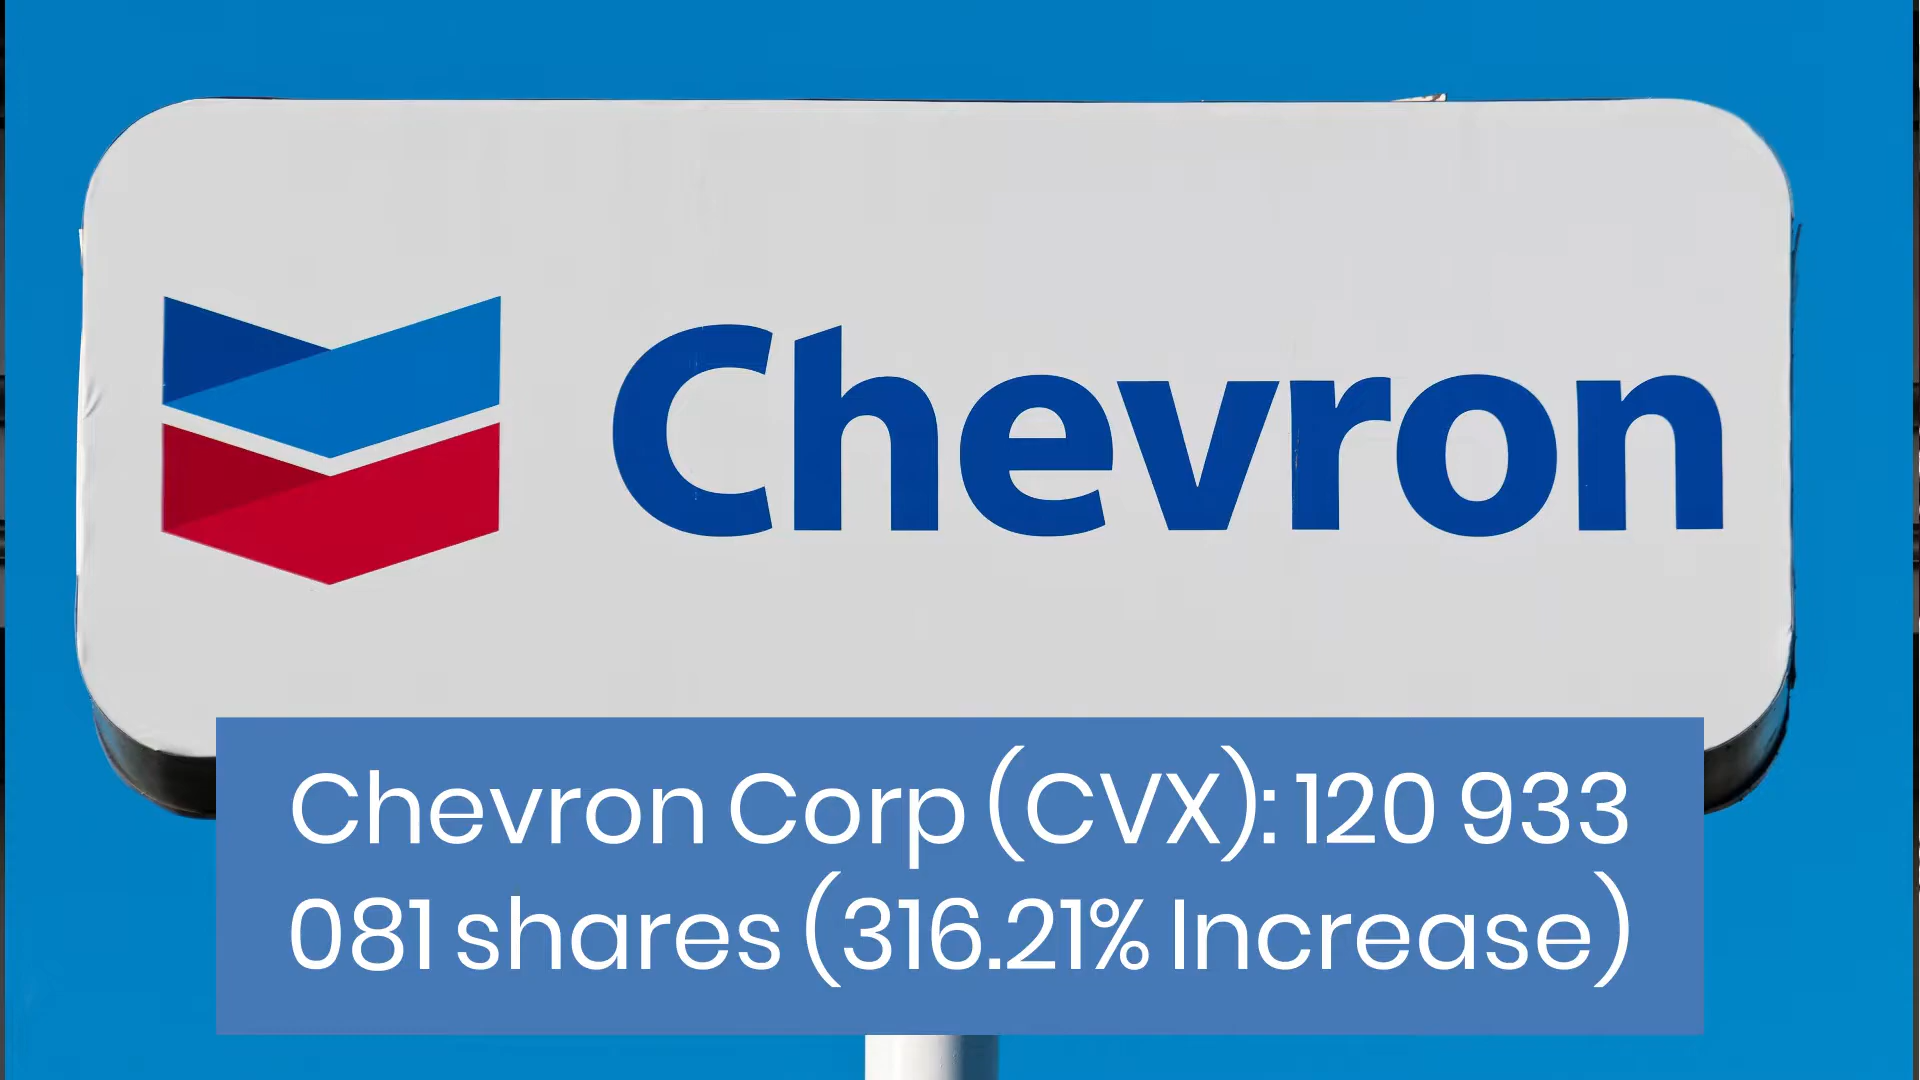 Chevron
Chevron Corp (CVX): 120 933
081 shares (316.21% Increase)